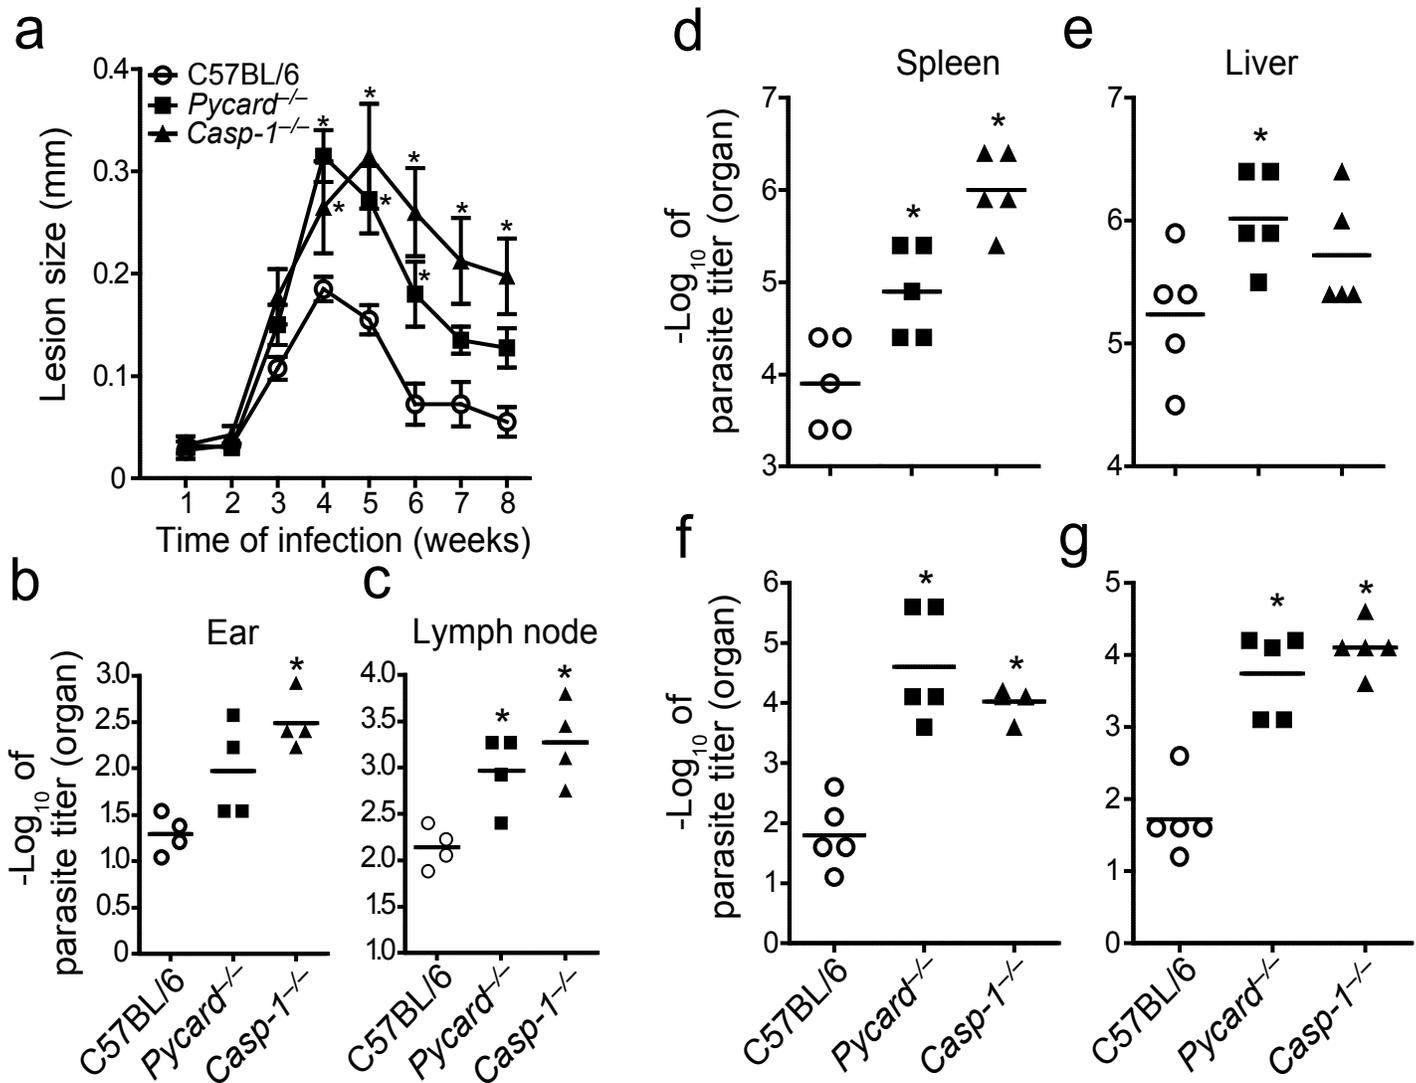 a
0.4
0.3
0.2
0.1
0
Lesion size (mm)
C57BL/6
Pycard–/–
Casp-1–/–
*
*
*
*
*
*
*
*
1 2 3 4 5 6 7 8
Time of infection (weeks)
b
Ear
3.0
2.5
2.0
1.5
1.0
0.5
0
-Log10 of
parasite titer (organ)
*
C57BL/6
Pycard–/–
Casp-1–/–
c
Lymph node
4.0
3.5
3.0
2.5
2.0
1.5
1.0
*
*
C57BL/6
Pycard–/–
Casp-1–/–
d
Spleen
7
6
5
4
3
-Log10 of
parasite titer (organ)
*
*
e
Liver
7
6
5
4
*
f
6
5
4
3
2
1
0
-Log10 of
parasite titer (organ)
*
*
C57BL/6
Pycard–/–
Casp-1–/–
g
5
4
3
2
1
0
*
*
C57BL/6
Pycard–/–
Casp-1–/–